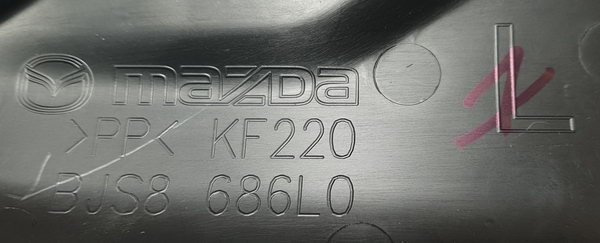 mazda L
>PP< KF220
BJS8 686L0